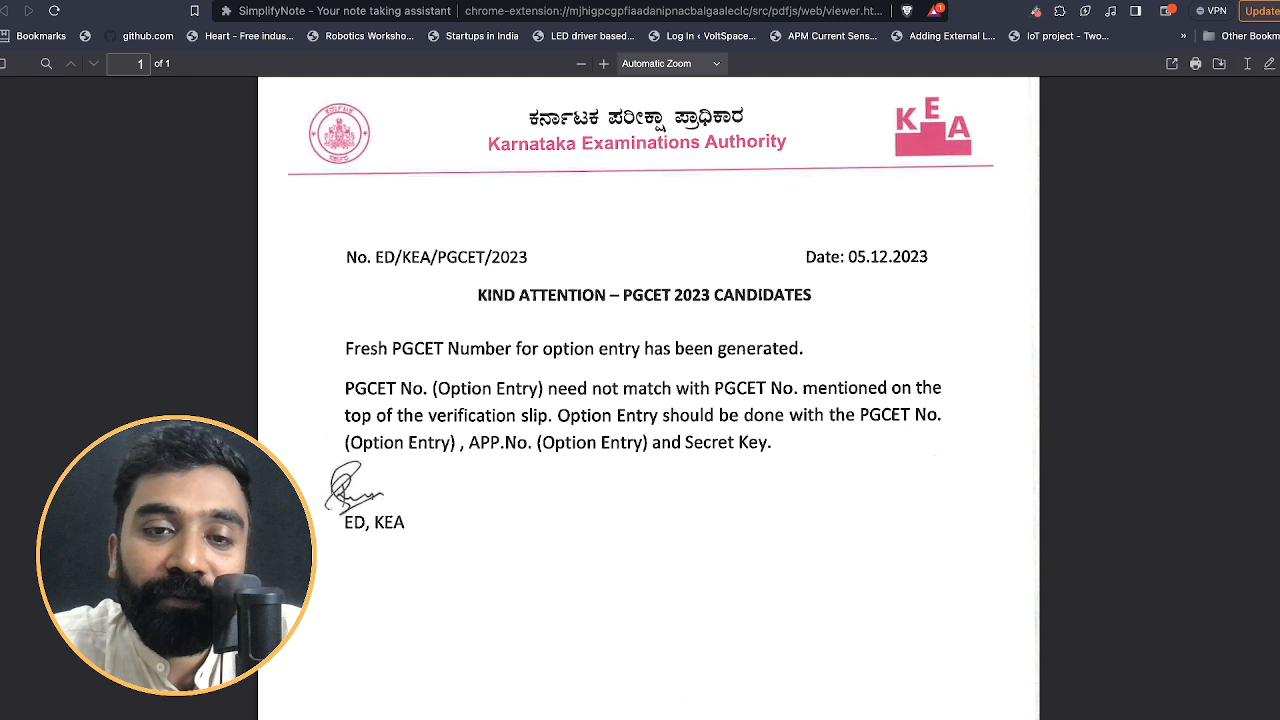 SimplifyNote - Your note taking assistant
chrome-extension://mjhigpcgpfiaadanipnacbalgaaleclc/src/pdfjs/web/viewer.ht...
1
VPN
Update
Bookmarks
github.com
Heart - Free indus...
Robotics Worksho...
Startups in India
LED driver based...
Log In ‹ VoltSpace...
APM Current Sens...
Adding External L...
IoT project - Two...
»
Other Bookm
1 of 1
Automatic Zoom
ಕರ್ನಾಟಕ ಪರೀಕ್ಷಾ ಪ್ರಾಧಿಕಾರ
Karnataka Examinations Authority
KEA
No. ED/KEA/PGCET/2023
Date: 05.12.2023
KIND ATTENTION – PGCET 2023 CANDIDATES
Fresh PGCET Number for option entry has been generated.
PGCET No. (Option Entry) need not match with PGCET No. mentioned on the
top of the verification slip. Option Entry should be done with the PGCET No.
(Option Entry) , APP.No. (Option Entry) and Secret Key.
ED, KEA